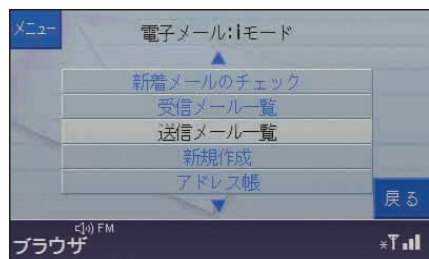 メニュー
電子メール:iモード
新着メールのチェック
受信メール一覧
送信メール一覧
新規作成
アドレス帳
戻る
FM
ブラウザ